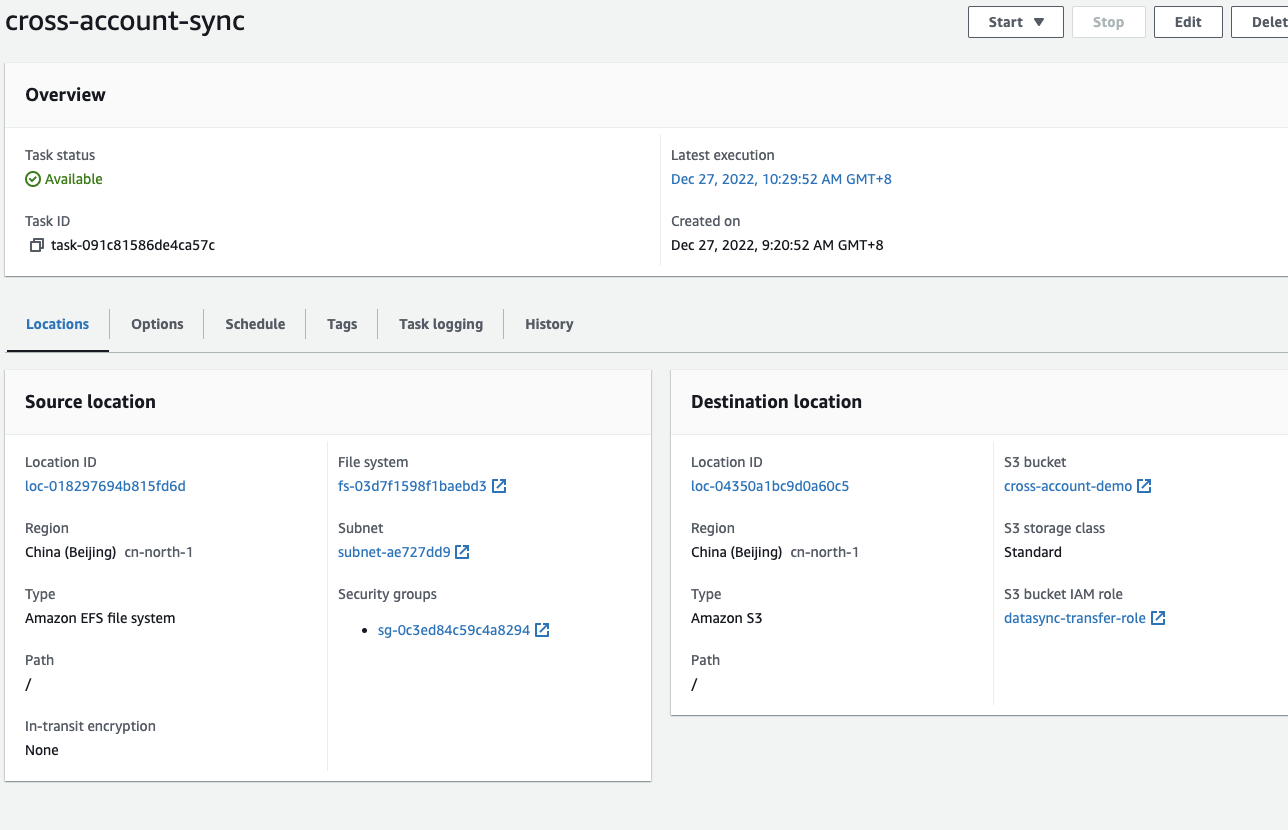 cross-account-sync
Start
Stop
Edit
Delet
Overview
Task status
Available
Task ID
task-091c81586de4ca57c
Latest execution
Dec 27, 2022, 10:29:52 AM GMT+8
Created on
Dec 27, 2022, 9:20:52 AM GMT+8
Locations
Options
Schedule
Tags
Task logging
History
Source location
Location ID
loc-018297694b815fd6d
Region
China (Beijing) cn-north-1
Type
Amazon EFS file system
Path
/
In-transit encryption
None
File system
fs-03d7f1598f1baebd3
Subnet
subnet-ae727dd9
Security groups
sg-0c3ed84c59c4a8294
Destination location
Location ID
loc-04350a1bc9d0a60c5
Region
China (Beijing) cn-north-1
Type
Amazon S3
Path
/
S3 bucket
cross-account-demo
S3 storage class
Standard
S3 bucket IAM role
datasync-transfer-role